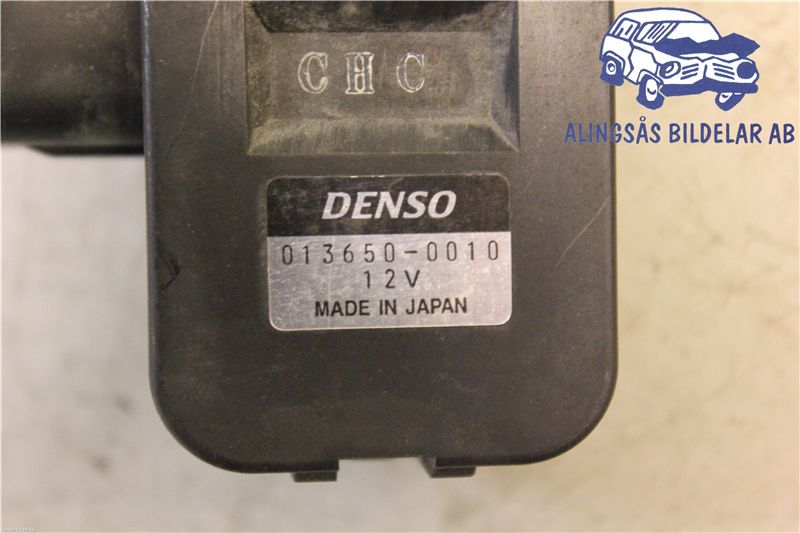 CHC
ALINGSÅS BILDELAR AB
DENSO
013650-0010
12V
MADE IN JAPAN